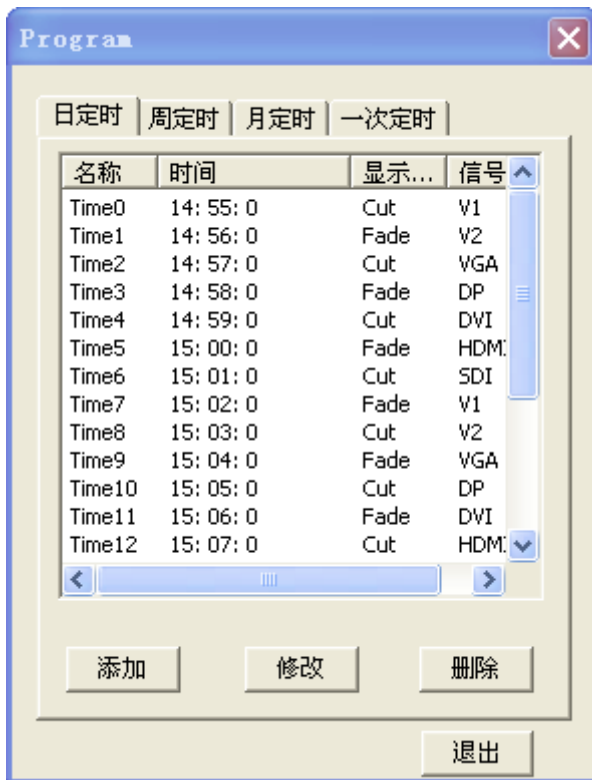 Program
日定时 周定时 月定时 一次定时
名称 时间 显示... 信号
Time0 14:55:0 Cut V1
Time1 14:56:0 Fade V2
Time2 14:57:0 Cut VGA
Time3 14:58:0 Fade DP
Time4 14:59:0 Cut DVI
Time5 15:00:0 Fade HDMI
Time6 15:01:0 Cut SDI
Time7 15:02:0 Fade V1
Time8 15:03:0 Cut V2
Time9 15:04:0 Fade VGA
Time10 15:05:0 Cut DP
Time11 15:06:0 Fade DVI
Time12 15:07:0 Cut HDMI
添加 修改 删除
退出